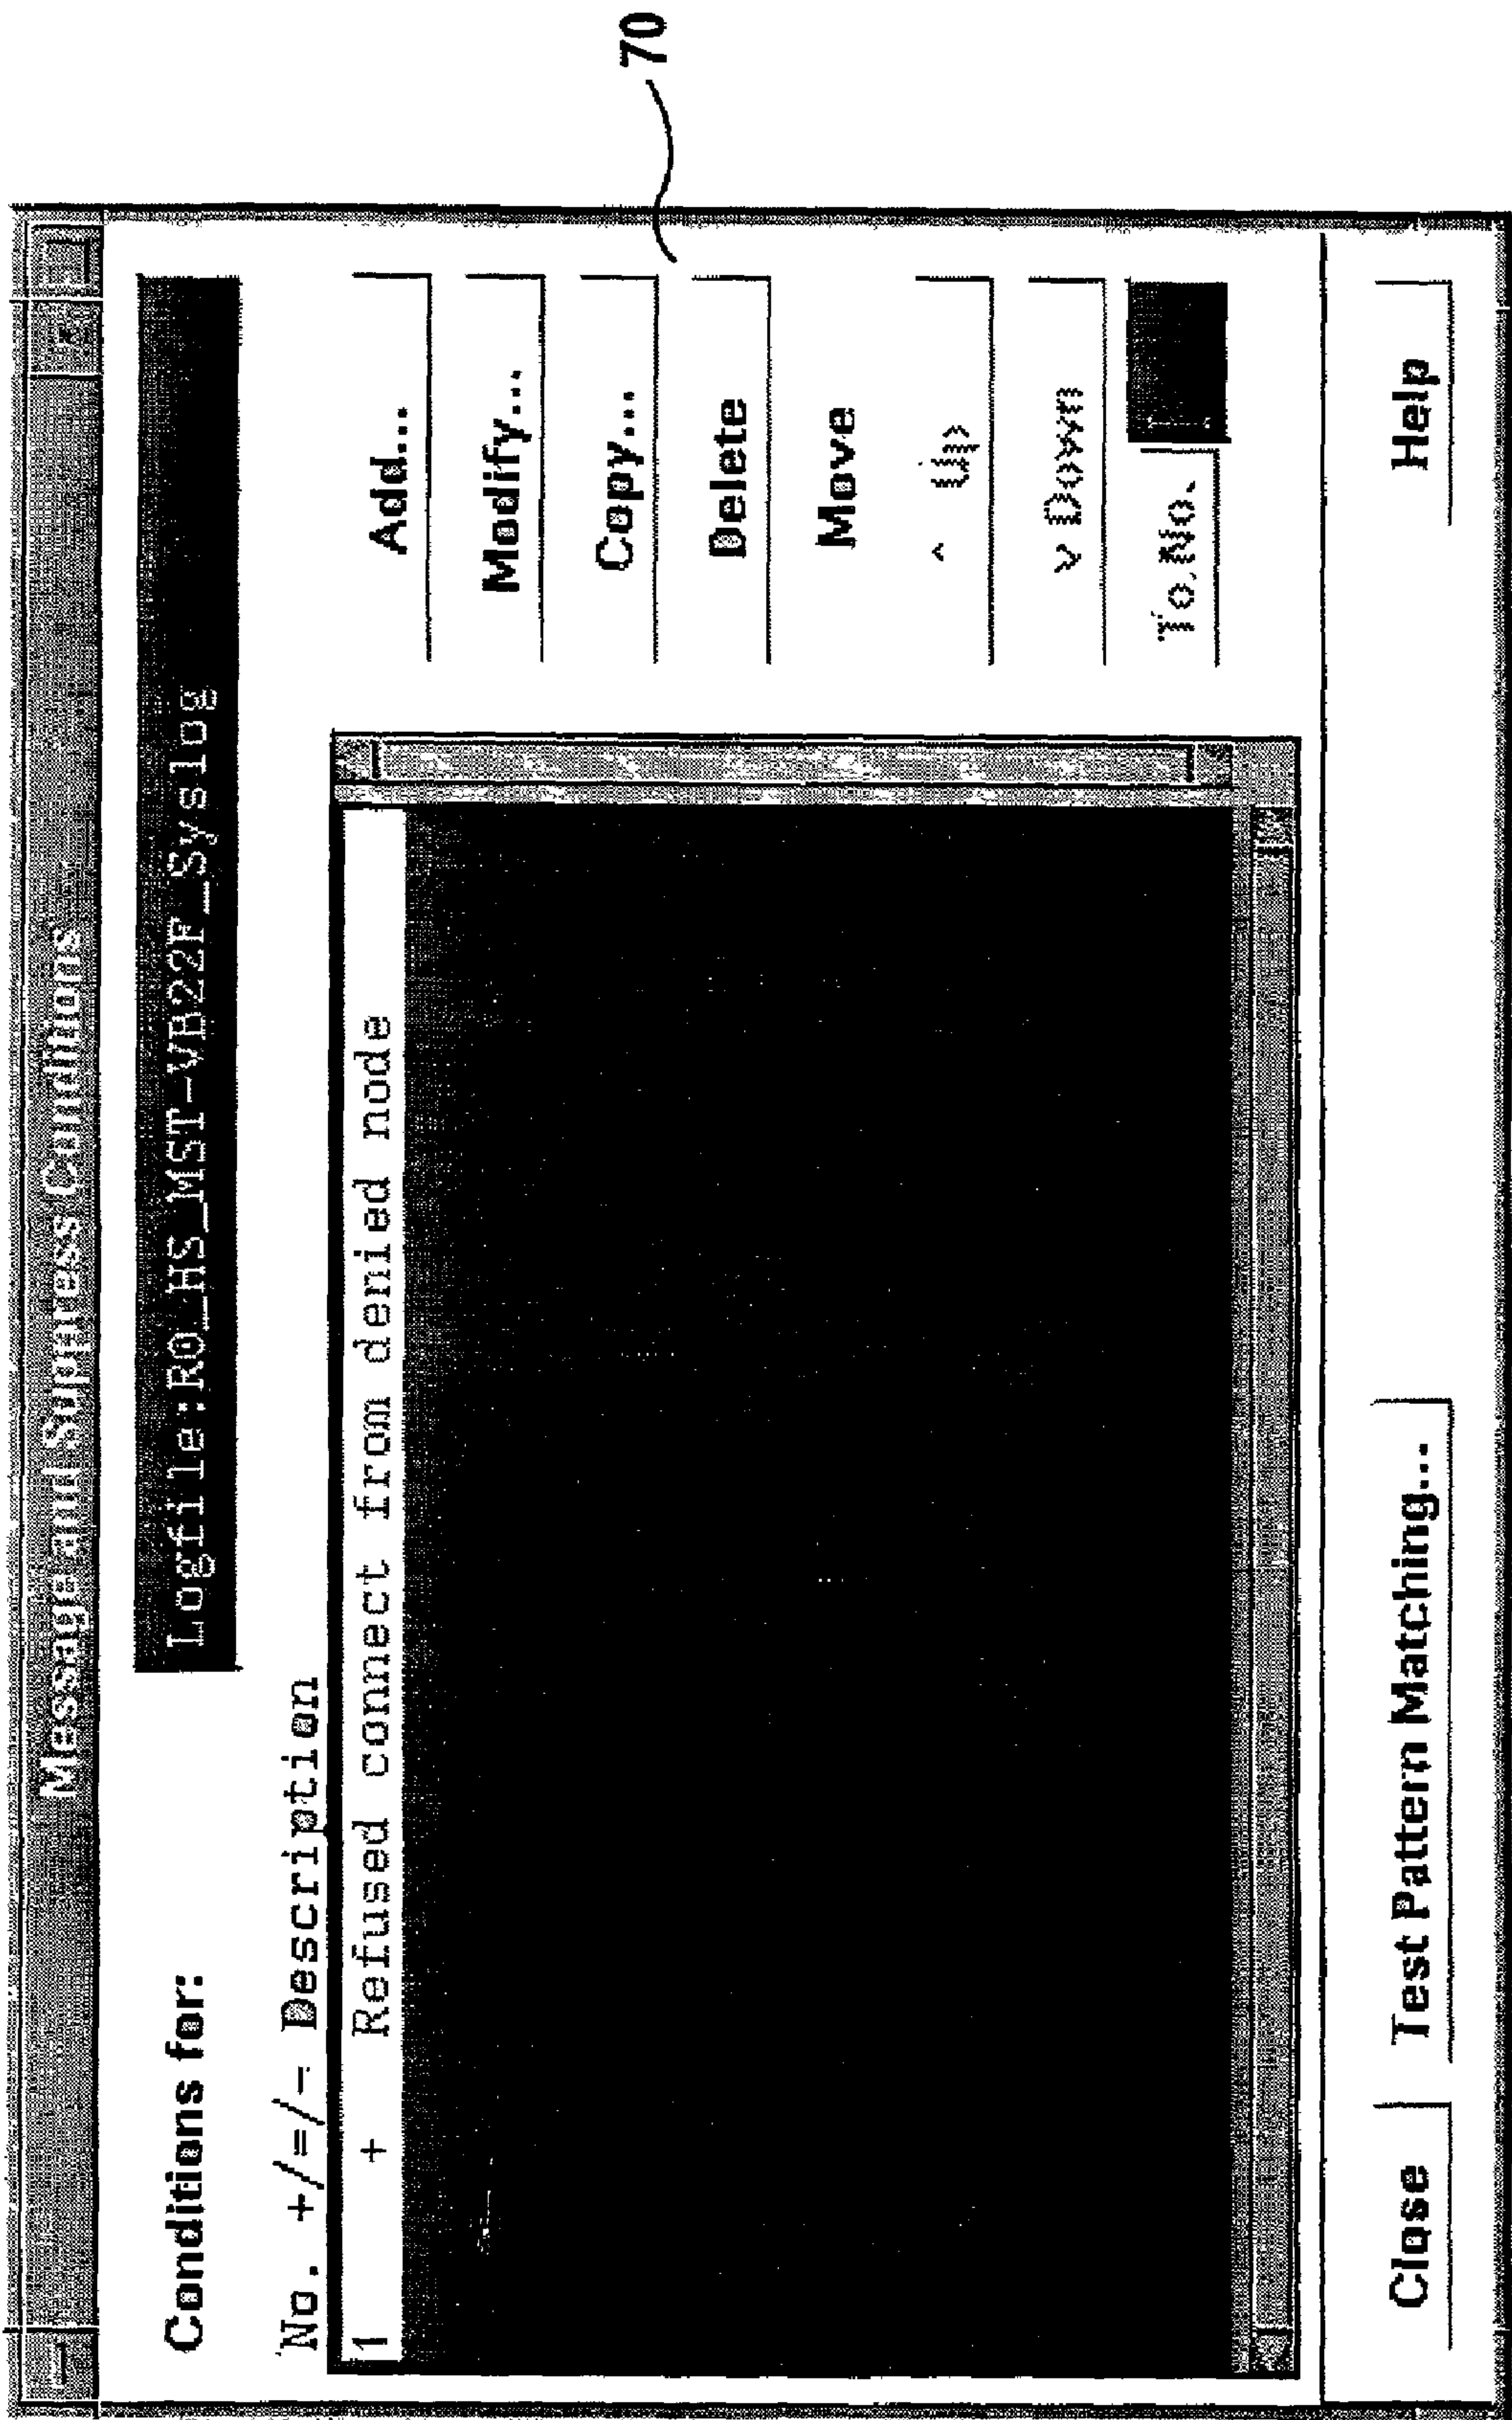 Message and Suppress Conditions
Conditions for:
Logfile:RO_HS_MST-VB22F_Syslog
No. +/=/- Description
1 + Refused connect from denied node
Add...
Modify...
Copy...
Delete
Move
^ Up
v Down
To.No.
Close
Test Pattern Matching...
Help
70